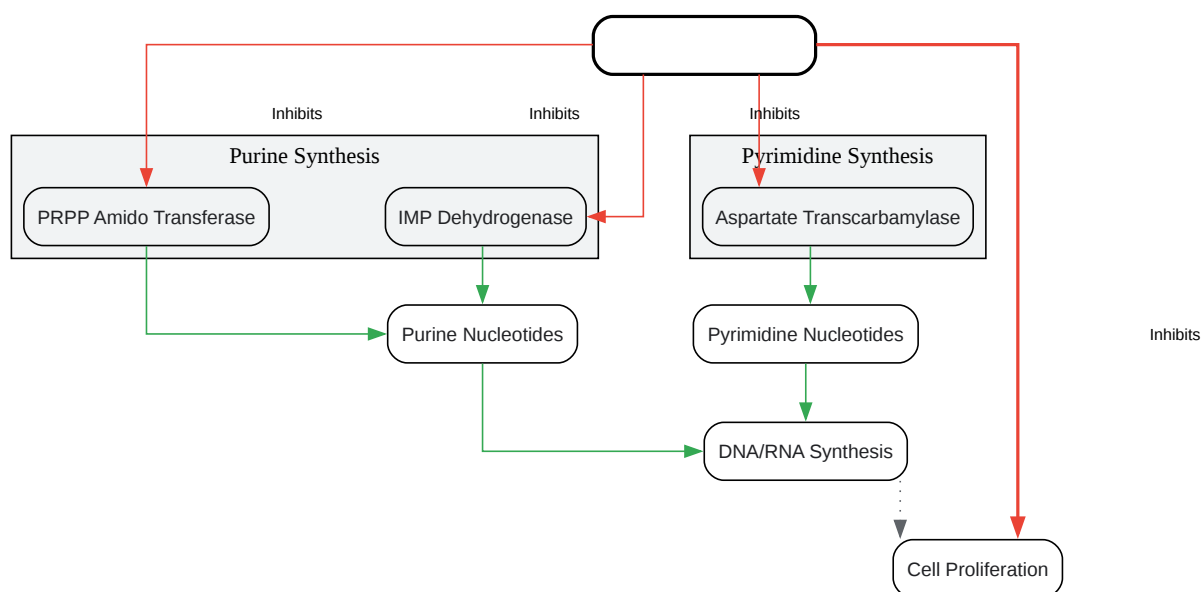 Inhibits
Inhibits
Inhibits
Purine Synthesis
Pyrimidine Synthesis
PRPP Amido Transferase
IMP Dehydrogenase
Aspartate Transcarbamylase
Purine Nucleotides
Pyrimidine Nucleotides
Inhibits
DNA/RNA Synthesis
Cell Proliferation